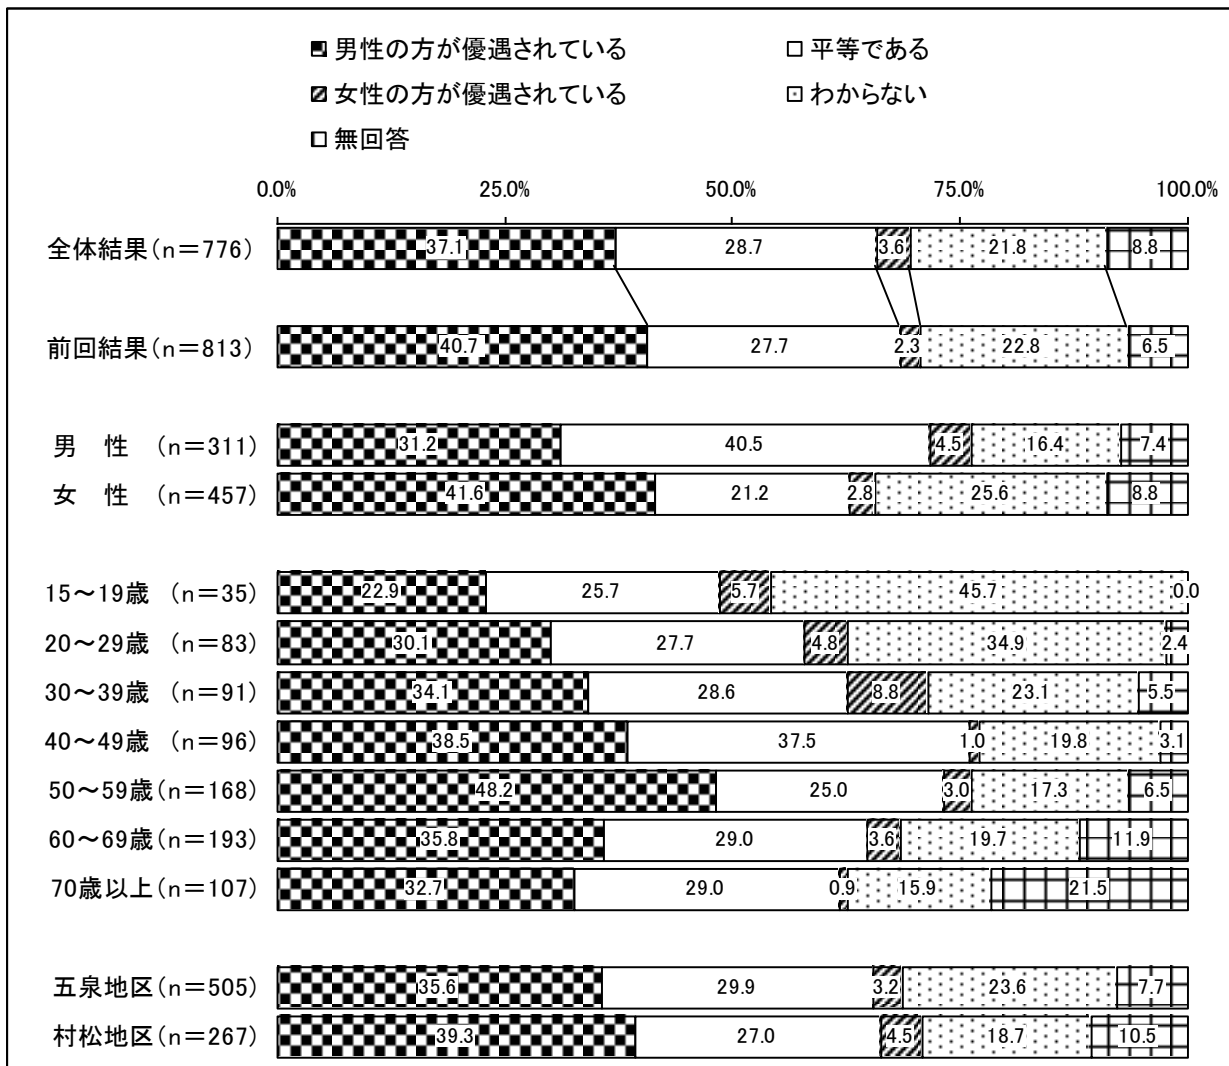 男性の方が優遇されている 平等である
女性の方が優遇されている わからない
無回答
0.0% 25.0% 50.0% 75.0% 100.0%
全体結果(n=776) 37.1 28.7 3.6 21.8 8.8
前回結果(n=813) 40.7 27.7 2.3 22.8 6.5
男 性 (n=311) 31.2 40.5 4.5 16.4 7.4
女 性 (n=457) 41.6 21.2 2.8 25.6 8.8
15~19歳 (n=35) 22.9 25.7 5.7 45.7 0.0
20~29歳 (n=83) 30.1 27.7 4.8 34.9 2.4
30~39歳 (n=91) 34.1 28.6 8.8 23.1 5.5
40~49歳 (n=96) 38.5 37.5 1.0 19.8 3.1
50~59歳(n=168) 48.2 25.0 3.0 17.3 6.5
60~69歳(n=193) 35.8 29.0 3.6 19.7 11.9
70歳以上(n=107) 32.7 29.0 0.9 15.9 21.5
五泉地区(n=505) 35.6 29.9 3.2 23.6 7.7
村松地区(n=267) 39.3 27.0 4.5 18.7 10.5